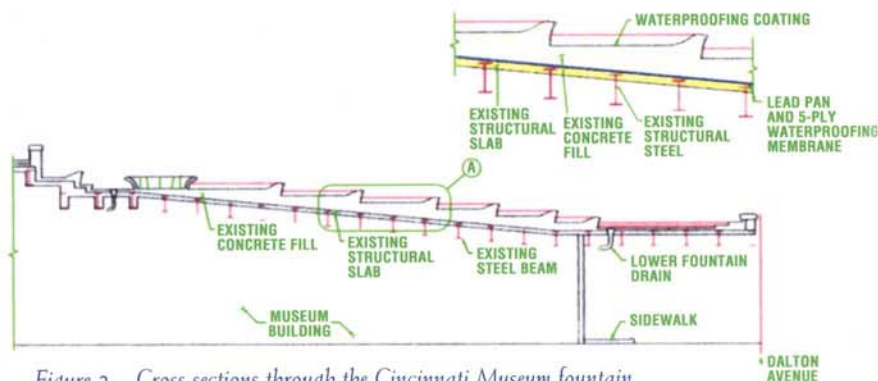 WATERPROOFING COATING
EXISTING
STRUCTURAL
SLAB
EXISTING
CONCRETE
FILL
EXISTING
STRUCTURAL
STEEL
LEAD PAN
AND 5-PLY
WATERPROOFING
MEMBRANE
A
EXISTING
CONCRETE FILL
EXISTING
STRUCTURAL
SLAB
EXISTING
STEEL BEAM
LOWER FOUNTAIN
DRAIN
MUSEUM
BUILDING
SIDEWALK
DALTON
AVENUE
Figure 2 Cross sections through the Cincinnati Museum fountain